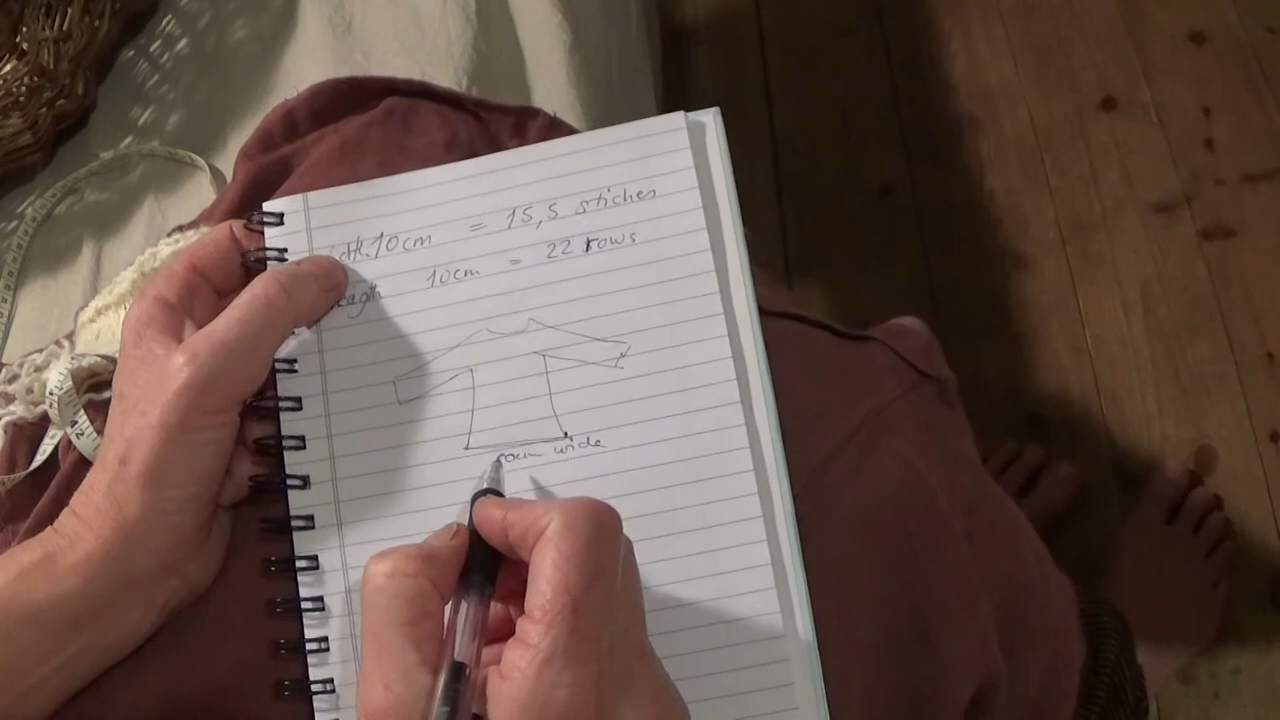 10cm = 15,5 stiches
10cm = 22 rows
wide